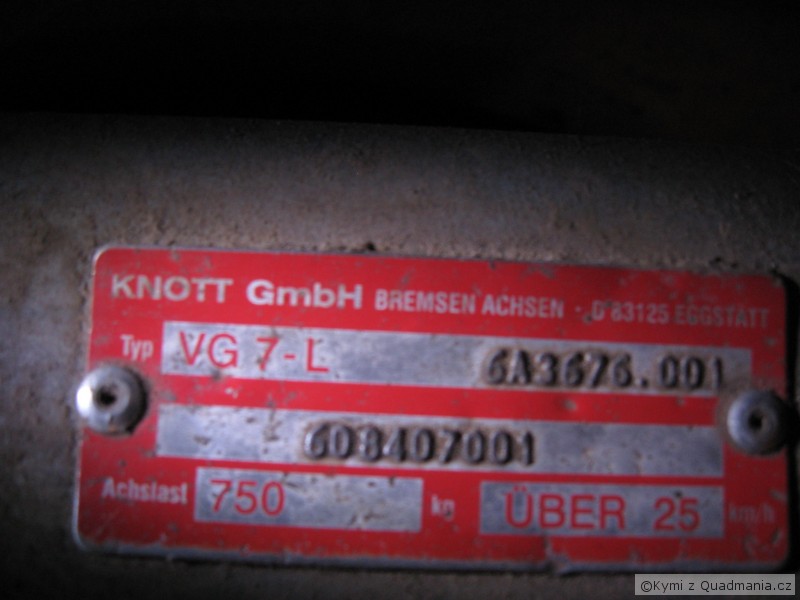 KNOTT GmbH BREMSEN ACHSEN - D 83125 EGGSTÄTT
Typ VG 7-L 6A3676.001
608407001
Achslast 750 kg ÜBER 25 km/h
©Kymi z Quadmania.cz